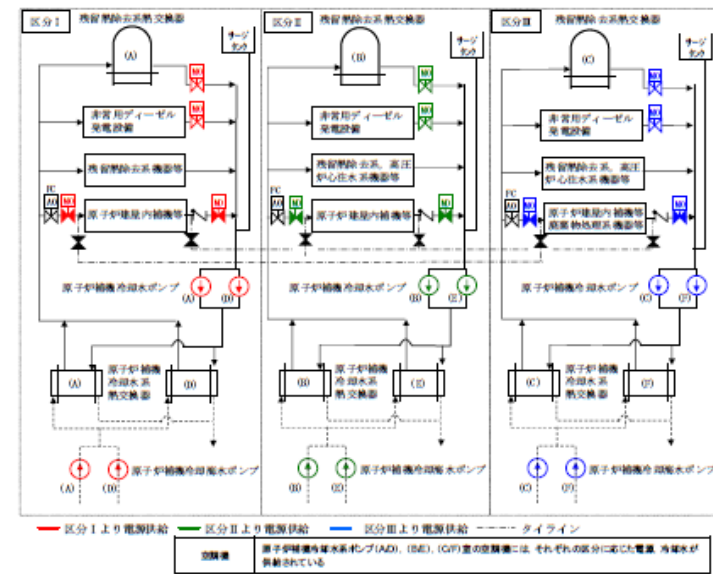 区分Ⅰ
残留熱除去系熱交換器
サージ
タンク
(A)
MO
MO
非常用ディーゼル
発電設備
残留熱除去系機器等
FC
AO
MO
原子炉建屋内補機等
MO
原子炉補機冷却水ポンプ
(A)
(D)
(A)
原子炉補機
冷却水系
熱交換器
(D)
原子炉補機冷却海水ポンプ
(A)
(D)
区分Ⅱ
残留熱除去系熱交換器
サージ
タンク
(B)
MO
MO
非常用ディーゼル
発電設備
残留熱除去系，高圧
炉心注水系機器等
FC
AO
MO
原子炉建屋内補機等
MO
原子炉補機冷却水ポンプ
(B)
(E)
(B)
原子炉補機
冷却水系
熱交換器
(E)
原子炉補機冷却海水ポンプ
(B)
(E)
区分Ⅲ
残留熱除去系熱交換器
サージ
タンク
(C)
MO
MO
非常用ディーゼル
発電設備
残留熱除去系，高圧
炉心注水系機器等
FC
AO
MO
原子炉建屋内補機等
廃棄物処理系機器等
MO
原子炉補機冷却水ポンプ
(C)
(F)
(C)
原子炉補機
冷却水系
熱交換器
(F)
原子炉補機冷却海水ポンプ
(C)
(F)
区分Ⅰより電源供給
区分Ⅱより電源供給
区分Ⅲより電源供給
タイライン
空調機
原子炉補機冷却水系ポンプ(A/D)，(B/E)，(C/F)室の空調機には，それぞれの区分に応じた電源，冷却水が
供給されている